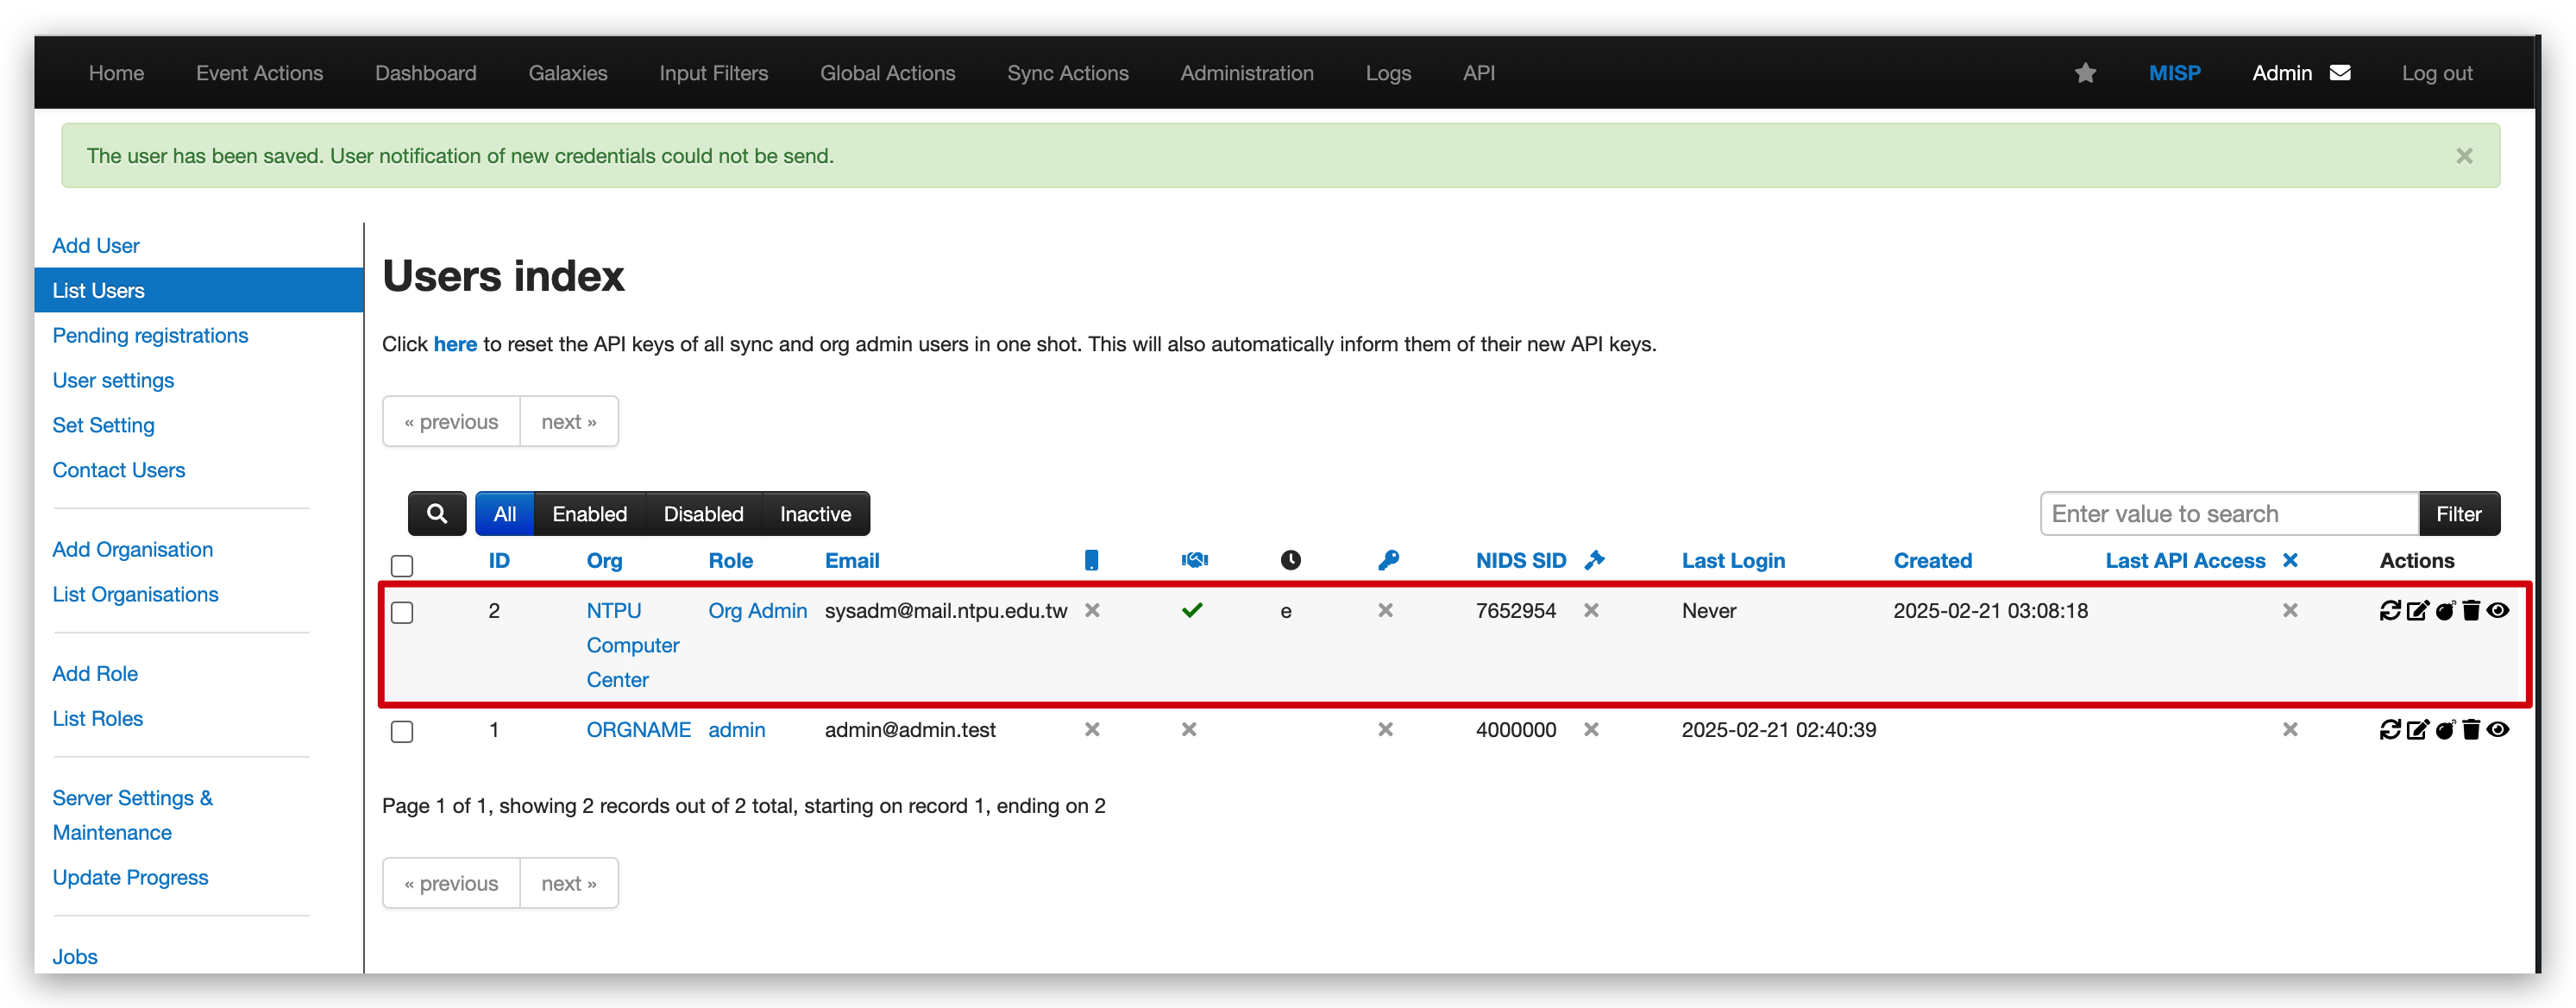 Home Event Actions Dashboard Galaxies Input Filters Global Actions Sync Actions Administration Logs API MISP Admin Log out
The user has been saved. User notification of new credentials could not be send. ×
Add User
List Users
Pending registrations
User settings
Set Setting
Contact Users
Add Organisation
List Organisations
Add Role
List Roles
Server Settings &
Maintenance
Update Progress
Jobs
Users index
Click here to reset the API keys of all sync and org admin users in one shot. This will also automatically inform them of their new API keys.
« previous next »
All Enabled Disabled Inactive Enter value to search Filter
ID Org Role Email NIDS SID Last Login Created Last API Access Actions
2 NTPU Org Admin sysadm@mail.ntpu.edu.tw e 7652954 Never 2025-02-21 03:08:18
Computer
Center
1 ORGNAME admin admin@admin.test 4000000 2025-02-21 02:40:39
Page 1 of 1, showing 2 records out of 2 total, starting on record 1, ending on 2
« previous next »